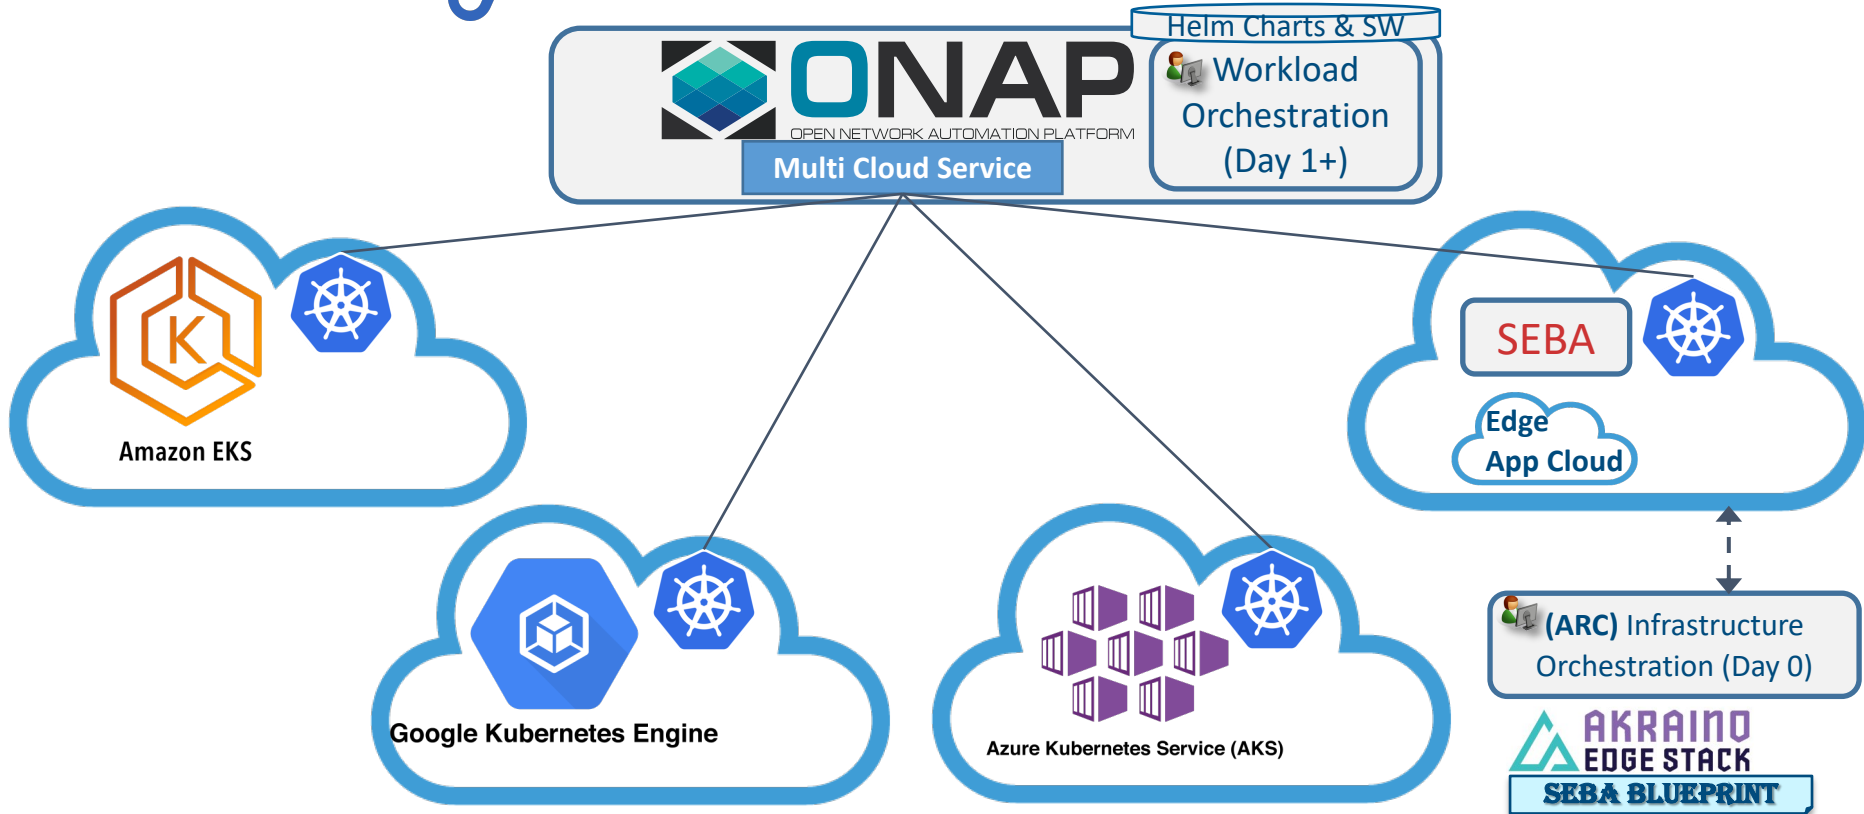 Helm Charts & SW
ONAP
OPEN NETWORK AUTOMATION PLATFORM
Multi Cloud Service
Workload
Orchestration
(Day 1+)
K
Amazon EKS
SEBA
Edge
App Cloud
Google Kubernetes Engine
Azure Kubernetes Service (AKS)
(ARC) Infrastructure
Orchestration (Day 0)
AKRAINO
EDGE STACK
SEBA BLUEPRINT